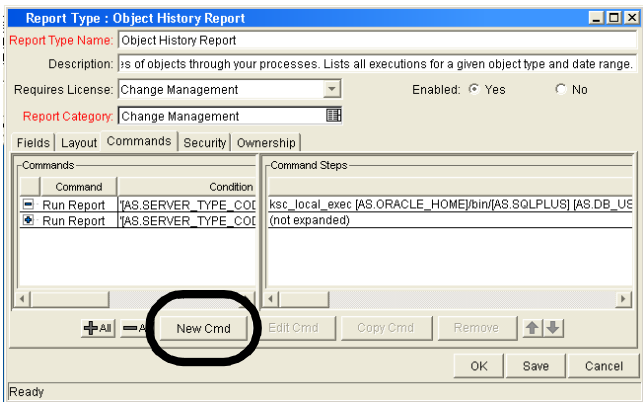 Report Type : Object History Report
Report Type Name: Object History Report
Description: es of objects through your processes. Lists all executions for a given object type and date range.
Requires License: Change Management Enabled: Yes No
Report Category: Change Management
Fields Layout Commands Security Ownership
Commands Command Steps
Command Condition
Run Report '[AS.SERVER_TYPE_COD ksc_local_exec [AS.ORACLE_HOME]/bin/[AS.SQLPLUS] [AS.DB_US
Run Report '[AS.SERVER_TYPE_COD (not expanded)
All A New Cmd Edit Cmd Copy Cmd Remove
OK Save Cancel
Ready